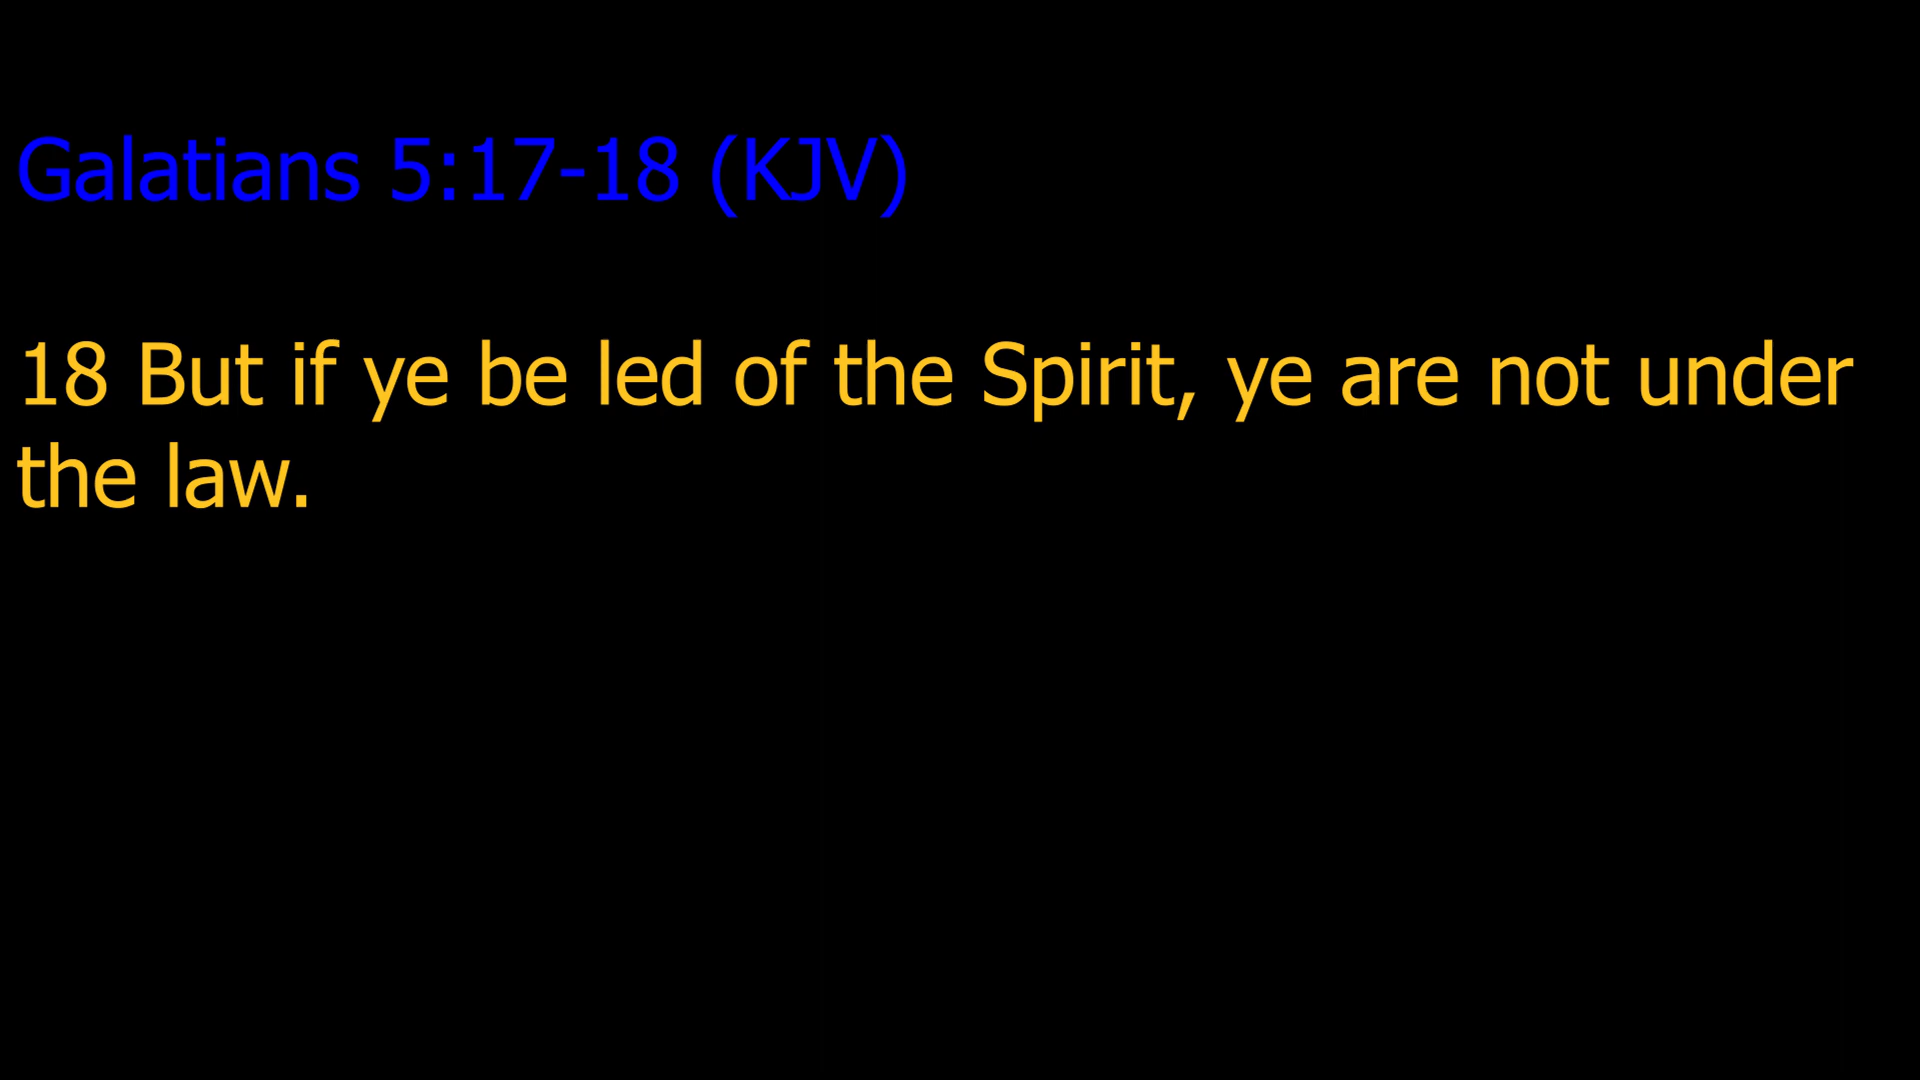 Galatians 5:17-18 (KJV)
18 But if ye be led of the Spirit, ye are not under
the law.